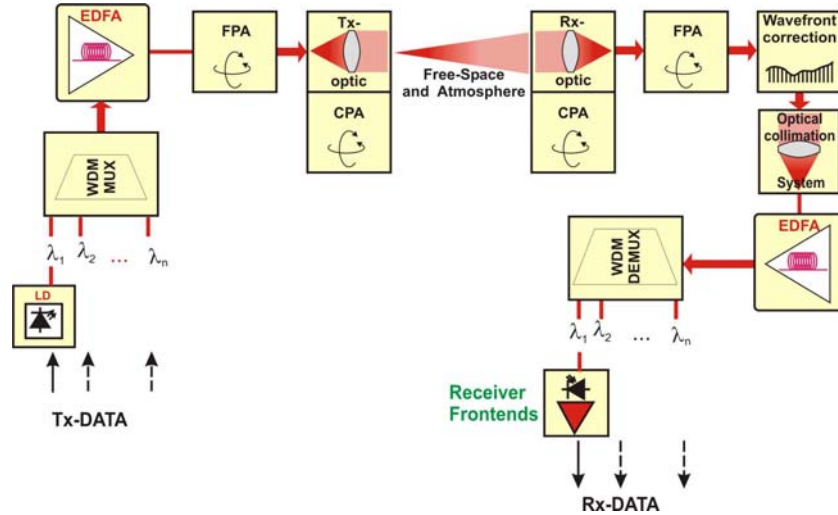 EDFA
FPA
Tx-
optic
CPA
Free-Space
and Atmosphere
Rx-
optic
CPA
FPA
Wavefront
correction
Optical
collimation
System
EDFA
WDM
MUX
λ1 λ2 ... λn
LD
Tx-DATA
WDM
DEMUX
λ1 λ2 ... λn
Receiver
Frontends
Rx-DATA